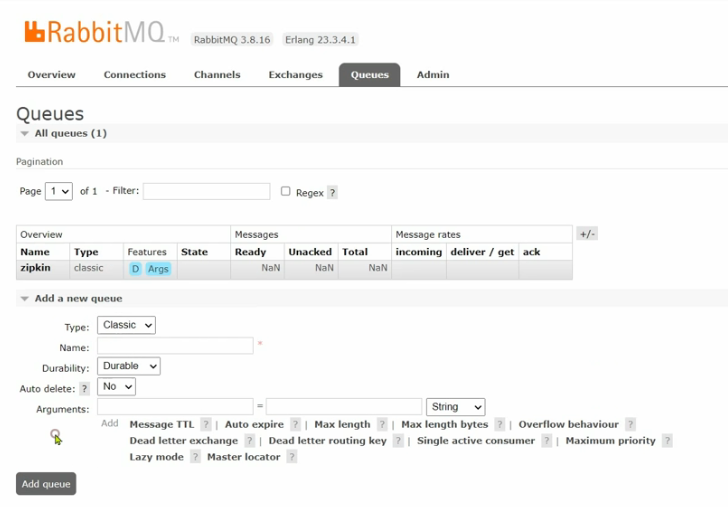 RabbitMQ TM RabbitMQ 3.8.16 Erlang 23.3.4.1
Overview Connections Channels Exchanges Queues Admin
Queues
All queues (1)
Pagination
Page 1 of 1 - Filter: Regex ?
Overview Messages Message rates +/-
Name Type Features State Ready Unacked Total incoming deliver / get ack
zipkin classic D Args NaN NaN NaN
Add a new queue
Type: Classic
Name: *
Durability: Durable
Auto delete: ? No
Arguments: = String
Add Message TTL ? | Auto expire ? | Max length ? | Max length bytes ? | Overflow behaviour ?
Dead letter exchange ? | Dead letter routing key ? | Single active consumer ? | Maximum priority ?
Lazy mode ? Master locator ?
Add queue